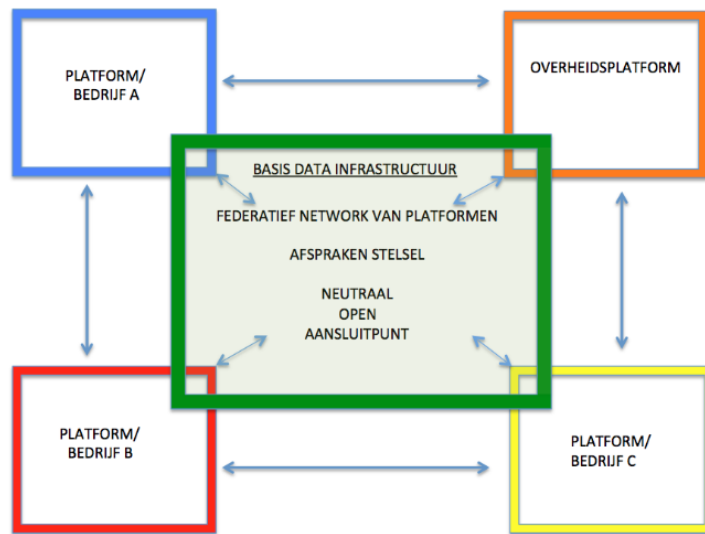 PLATFORM/
BEDRIJF A
OVERHEIDSPLATFORM
BASIS DATA INFRASTRUCTUUR
FEDERATIEF NETWORK VAN PLATFORMEN
AFSPRAKEN STELSEL
NEUTRAAL
OPEN
AANSLUITPUNT
PLATFORM/
BEDRIJF B
PLATFORM/
BEDRIJF C